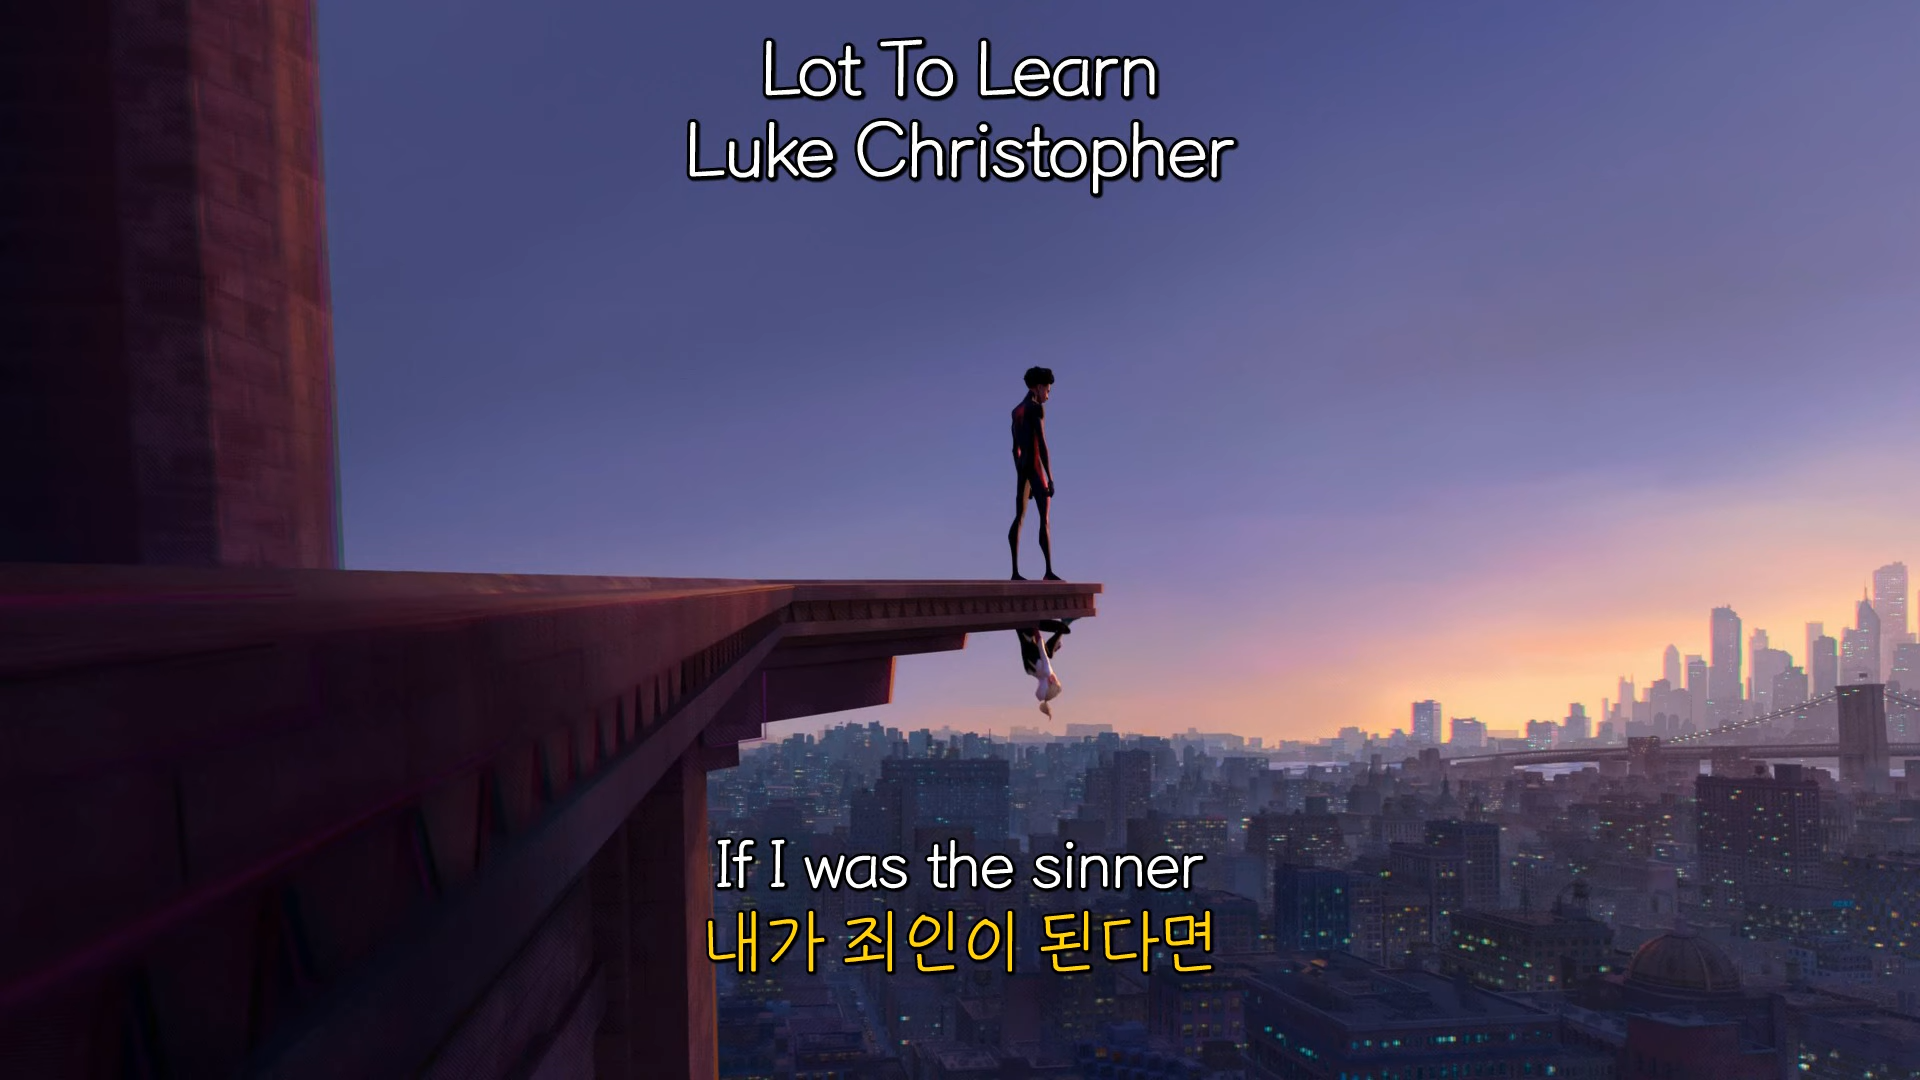 Lot To Learn
Luke Christopher
If I was the sinner
내가 죄인이 된다면